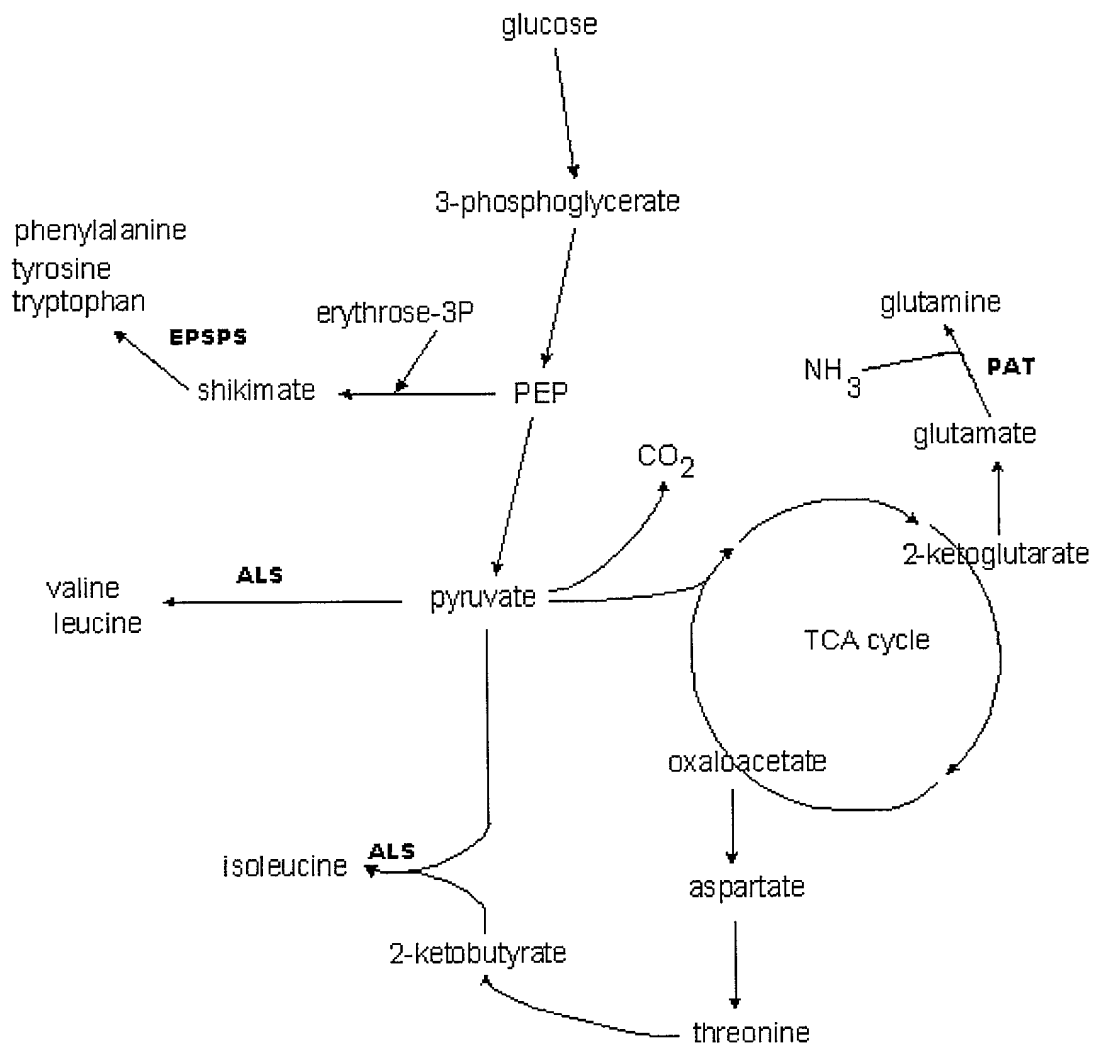 glucose
3-phosphoglycerate
phenylalanine
tyrosine
tryptophan
erythrose-3P
glutamine
EPSPS
NH3
PAT
shikimate
PEP
glutamate
CO2
2-ketoglutarate
ALS
valine
leucine
pyruvate
TCA cycle
oxaloacetate
ALS
isoleucine
aspartate
2-ketobutyrate
threonine